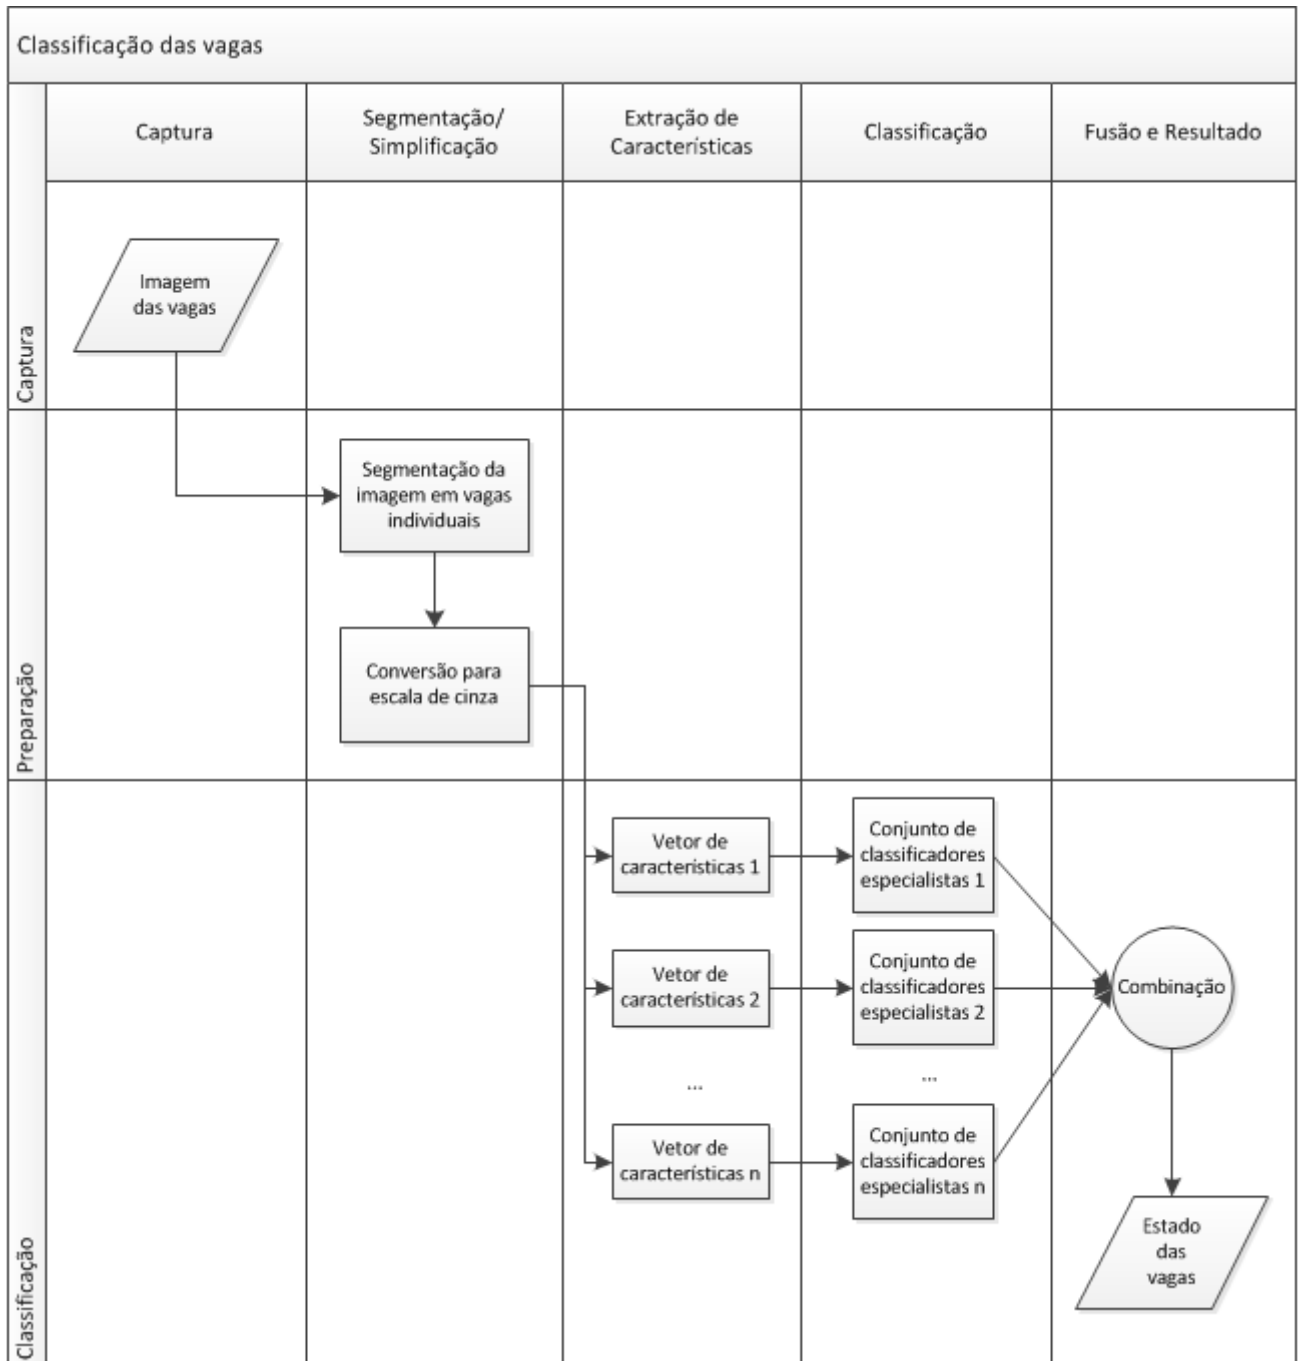 Classificação das vagas
Captura
Segmentação/
Simplificação
Extração de
Características
Classificação
Fusão e Resultado
Captura
Imagem
das vagas
Preparação
Segmentação da
imagem em vagas
individuais
Conversão para
escala de cinza
Classificação
Vetor de
características 1
Conjunto de
classificadores
especialistas 1
Vetor de
características 2
Conjunto de
classificadores
especialistas 2
Combinação
...
...
Vetor de
características n
Conjunto de
classificadores
especialistas n
Estado
das
vagas